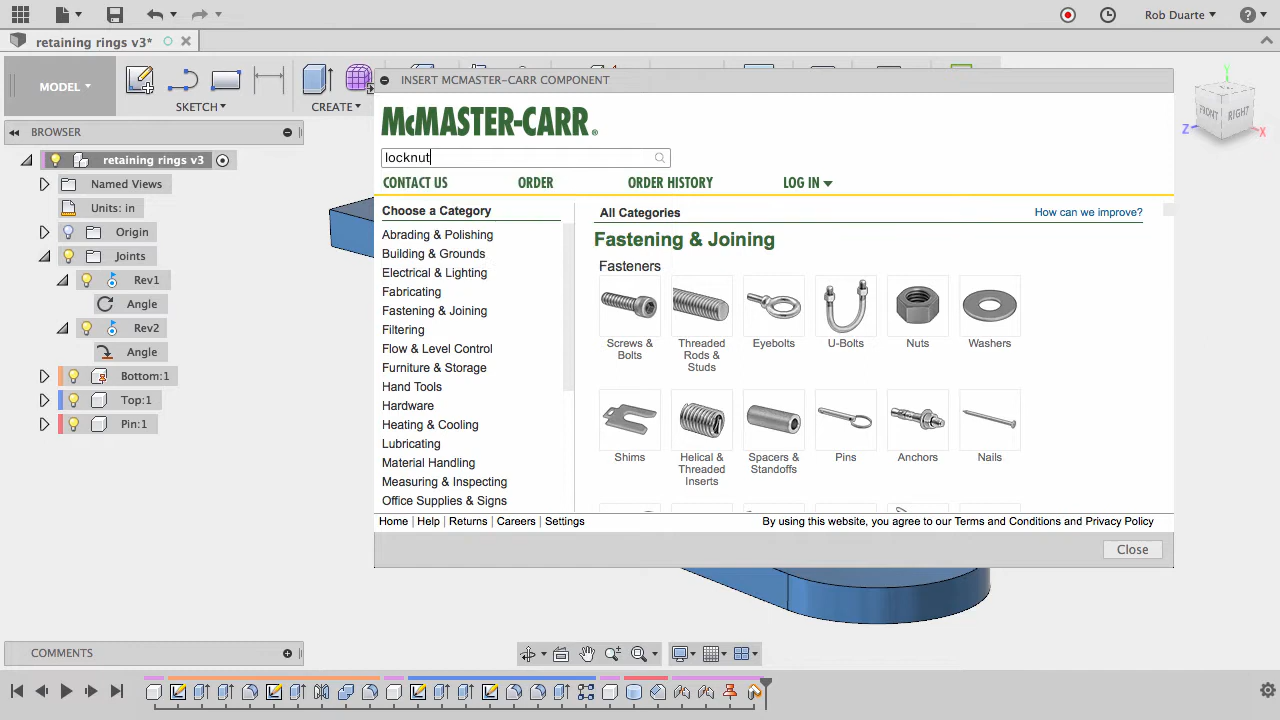 Rob Duarte
retaining rings v3*
MODEL
SKETCH
CREATE
INSERT MCMASTER-CARR COMPONENT
McMASTER-CARR®
locknut
CONTACT US
ORDER
ORDER HISTORY
LOG IN
BROWSER
retaining rings v3
Named Views
Units: in
Origin
Joints
Rev1
Angle
Rev2
Angle
Bottom:1
Top:1
Pin:1
Choose a Category
Abrading & Polishing
Building & Grounds
Electrical & Lighting
Fabricating
Fastening & Joining
Filtering
Flow & Level Control
Furniture & Storage
Hand Tools
Hardware
Heating & Cooling
Lubricating
Material Handling
Measuring & Inspecting
Office Supplies & Signs
All Categories
How can we improve?
Fastening & Joining
Fasteners
Screws &
Bolts
Threaded
Rods &
Studs
Eyebolts
U-Bolts
Nuts
Washers
Shims
Helical &
Threaded
Inserts
Spacers &
Standoffs
Pins
Anchors
Nails
Home | Help | Returns | Careers | Settings
By using this website, you agree to our Terms and Conditions and Privacy Policy
Close
Y
FRONT
RIGHT
Z
X
COMMENTS